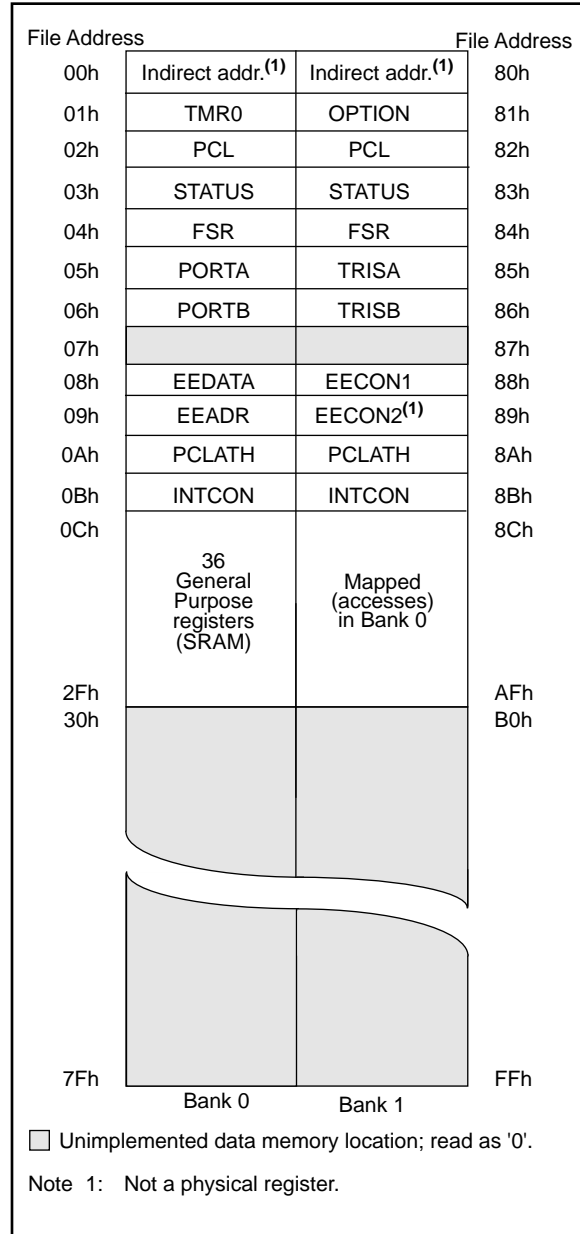 File Address File Address
00h Indirect addr.(1) Indirect addr.(1) 80h
01h TMR0 OPTION 81h
02h PCL PCL 82h
03h STATUS STATUS 83h
04h FSR FSR 84h
05h PORTA TRISA 85h
06h PORTB TRISB 86h
07h 87h
08h EEDATA EECON1 88h
09h EEADR EECON2(1) 89h
0Ah PCLATH PCLATH 8Ah
0Bh INTCON INTCON 8Bh
0Ch 8Ch
36
General
Purpose
registers
(SRAM)
Mapped
(accesses)
in Bank 0
2Fh AFh
30h B0h
7Fh FFh
Bank 0 Bank 1
Unimplemented data memory location; read as '0'.
Note 1: Not a physical register.